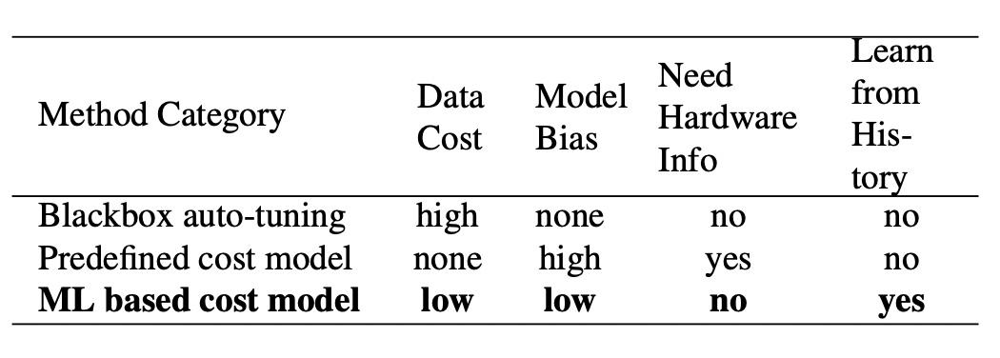 Method Category Data Cost Model Bias Need Hardware Info Learn from His-tory
Blackbox auto-tuning high none no no
Predefined cost model none high yes no
ML based cost model low low no yes